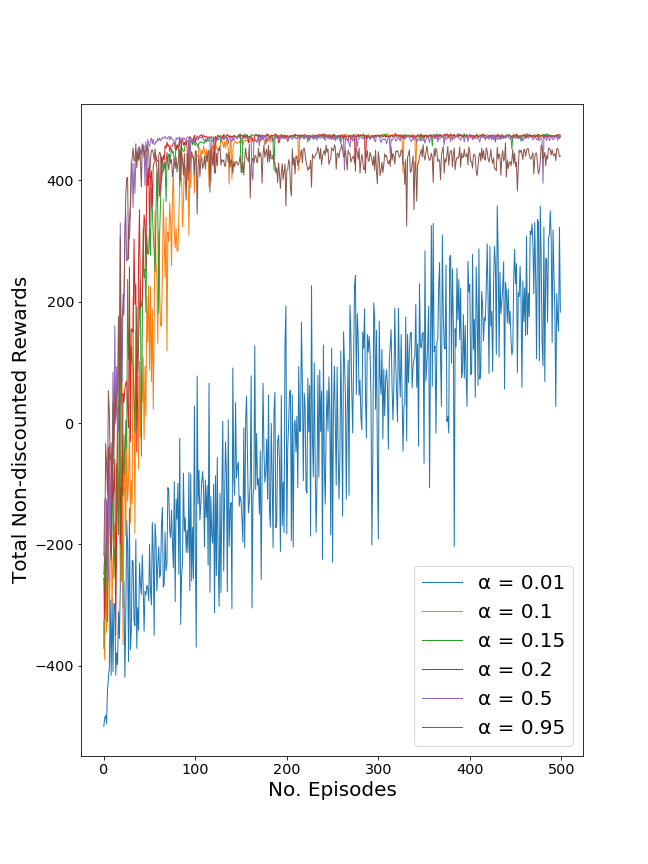 400
200
0
−200
−400
Total Non-discounted Rewards
0 100 200 300 400 500
No. Episodes
α = 0.01
α = 0.1
α = 0.15
α = 0.2
α = 0.5
α = 0.95